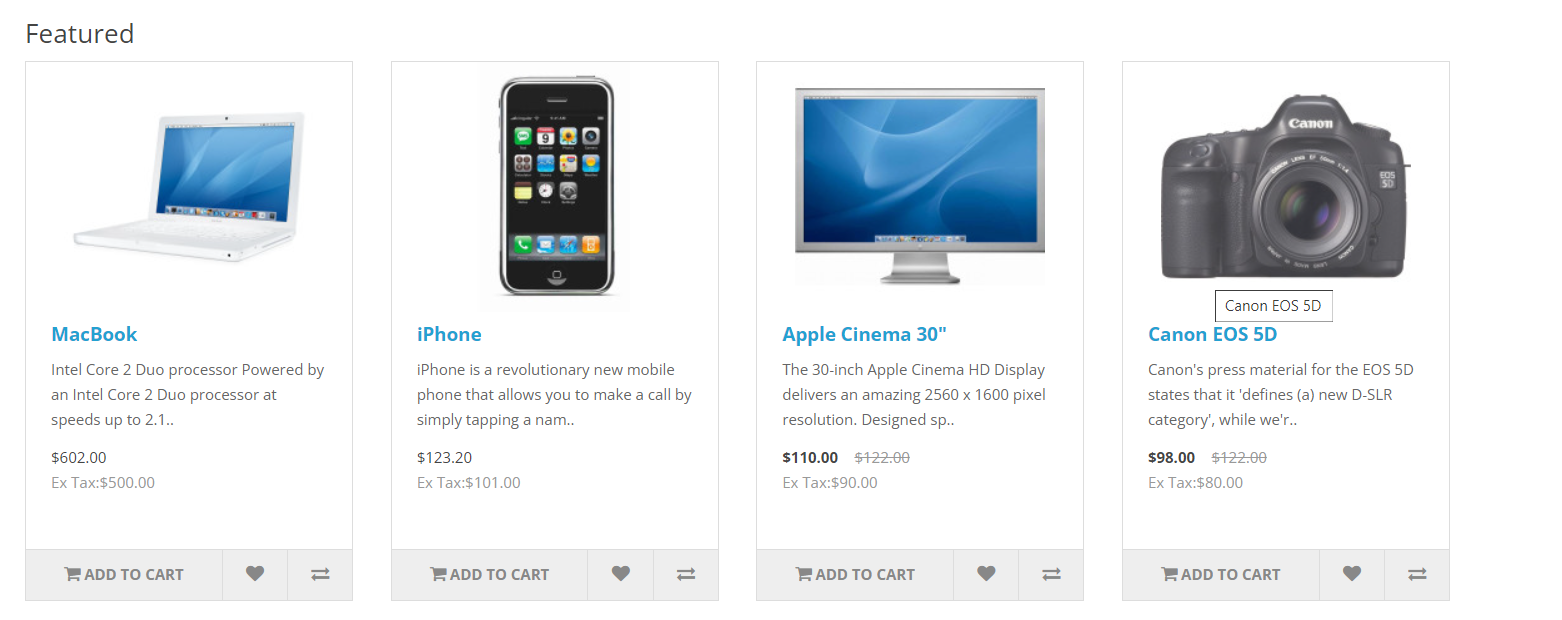 Featured
Canon
EOS
5D
Canon EOS 5D
MacBook
Intel Core 2 Duo processor Powered by
an Intel Core 2 Duo processor at
speeds up to 2.1..
$602.00
Ex Tax:$500.00
ADD TO CART
iPhone
iPhone is a revolutionary new mobile
phone that allows you to make a call by
simply tapping a nam..
$123.20
Ex Tax:$101.00
ADD TO CART
Apple Cinema 30"
The 30-inch Apple Cinema HD Display
delivers an amazing 2560 x 1600 pixel
resolution. Designed sp..
$110.00 $122.00
Ex Tax:$90.00
ADD TO CART
Canon EOS 5D
Canon's press material for the EOS 5D
states that it 'defines (a) new D-SLR
category', while we'r..
$98.00 $122.00
Ex Tax:$80.00
ADD TO CART